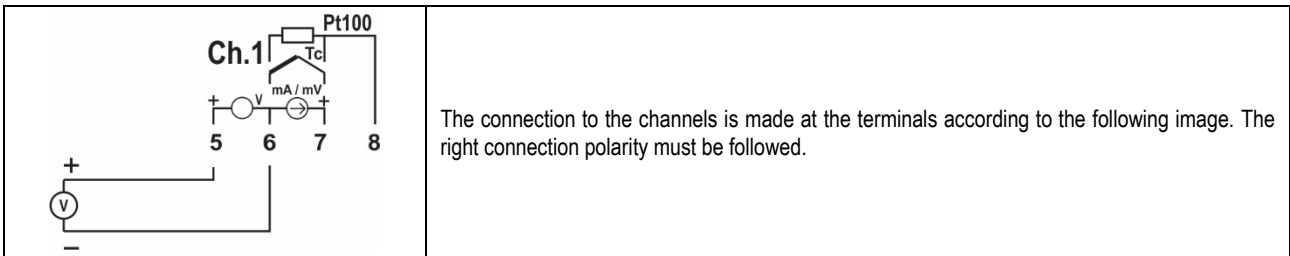 Pt100
Ch.1
Tc
mA / mV
+ V +
5 6 7 8
+
V
−
The connection to the channels is made at the terminals according to the following image. The
right connection polarity must be followed.